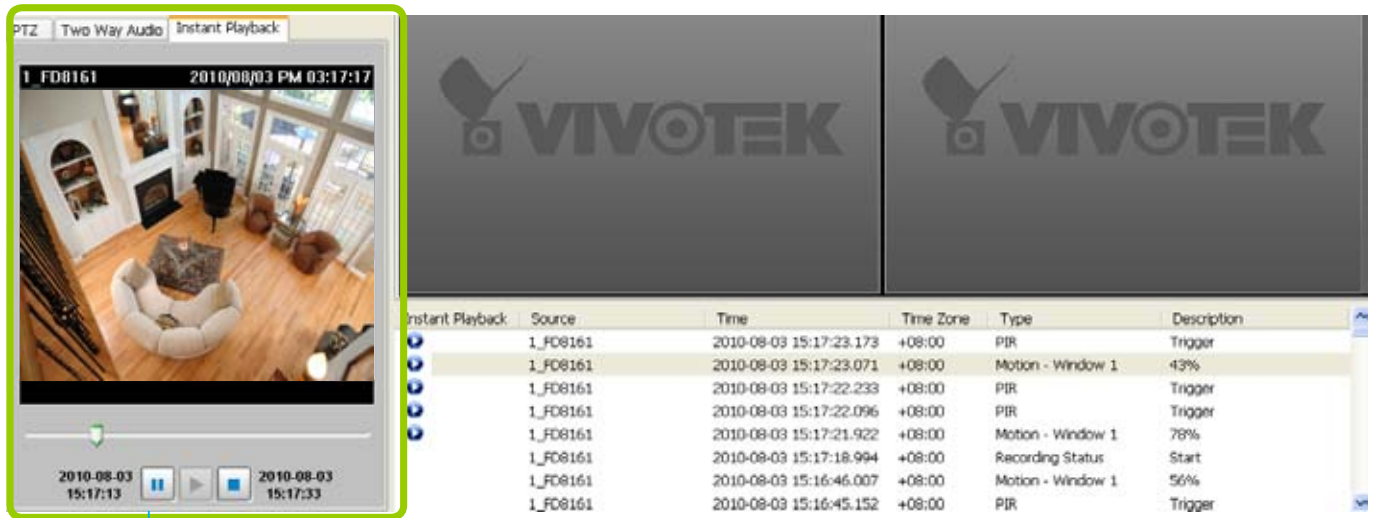 PTZ Two Way Audio Instant Playback
1_FD8161 2010/08/03 PM 03:17:17
2010-08-03 15:17:13
2010-08-03 15:17:33
VIVOTEK
VIVOTEK
Instant Playback Source Time Time Zone Type Description
1_FD8161 2010-08-03 15:17:23.173 +08:00 PIR Trigger
1_FD8161 2010-08-03 15:17:23.071 +08:00 Motion - Window 1 43%
1_FD8161 2010-08-03 15:17:22.233 +08:00 PIR Trigger
1_FD8161 2010-08-03 15:17:22.096 +08:00 PIR Trigger
1_FD8161 2010-08-03 15:17:21.922 +08:00 Motion - Window 1 78%
1_FD8161 2010-08-03 15:17:18.994 +08:00 Recording Status Start
1_FD8161 2010-08-03 15:16:46.007 +08:00 Motion - Window 1 56%
1_FD8161 2010-08-03 15:16:45.152 +08:00 PIR Trigger